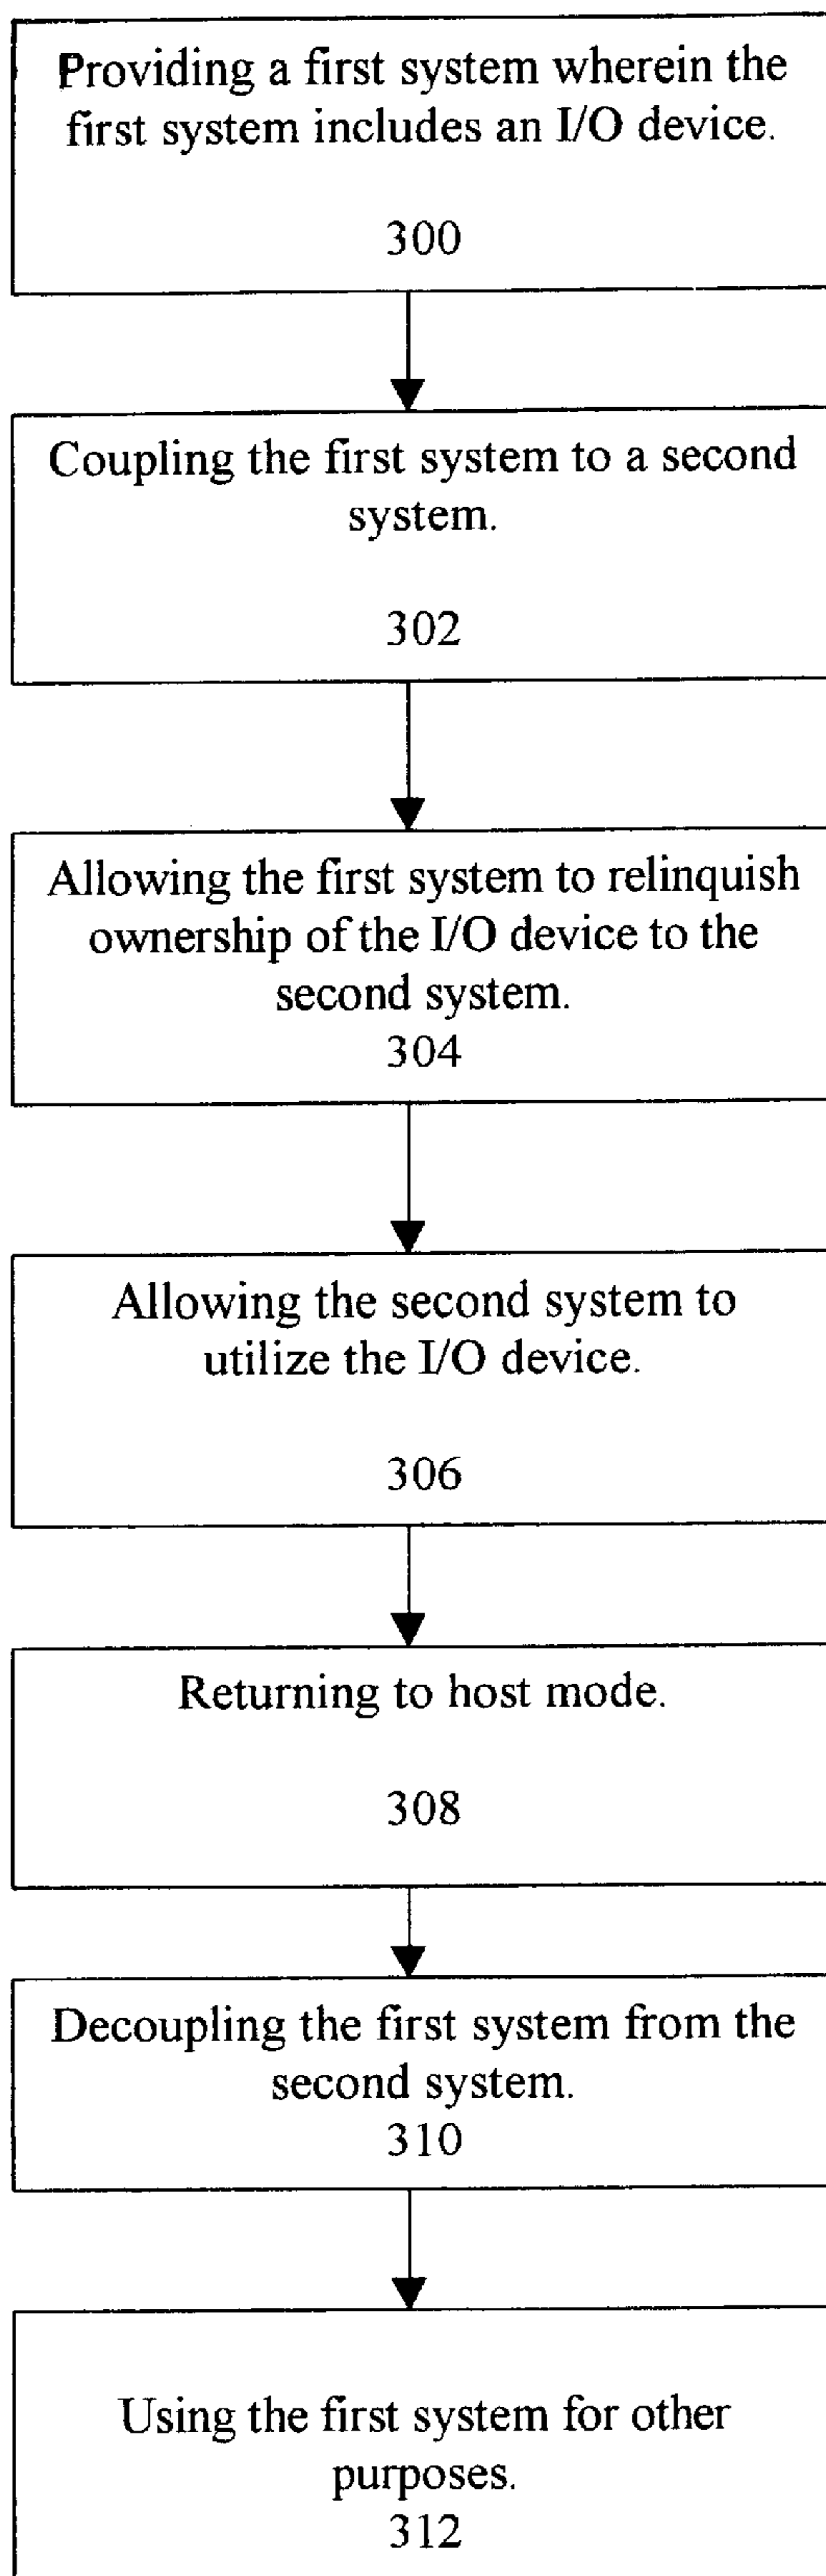 Providing a first system wherein the
first system includes an I/O device.
300
Coupling the first system to a second
system.
302
Allowing the first system to relinquish
ownership of the I/O device to the
second system.
304
Allowing the second system to
utilize the I/O device.
306
Returning to host mode.
308
Decoupling the first system from the
second system.
310
Using the first system for other
purposes.
312